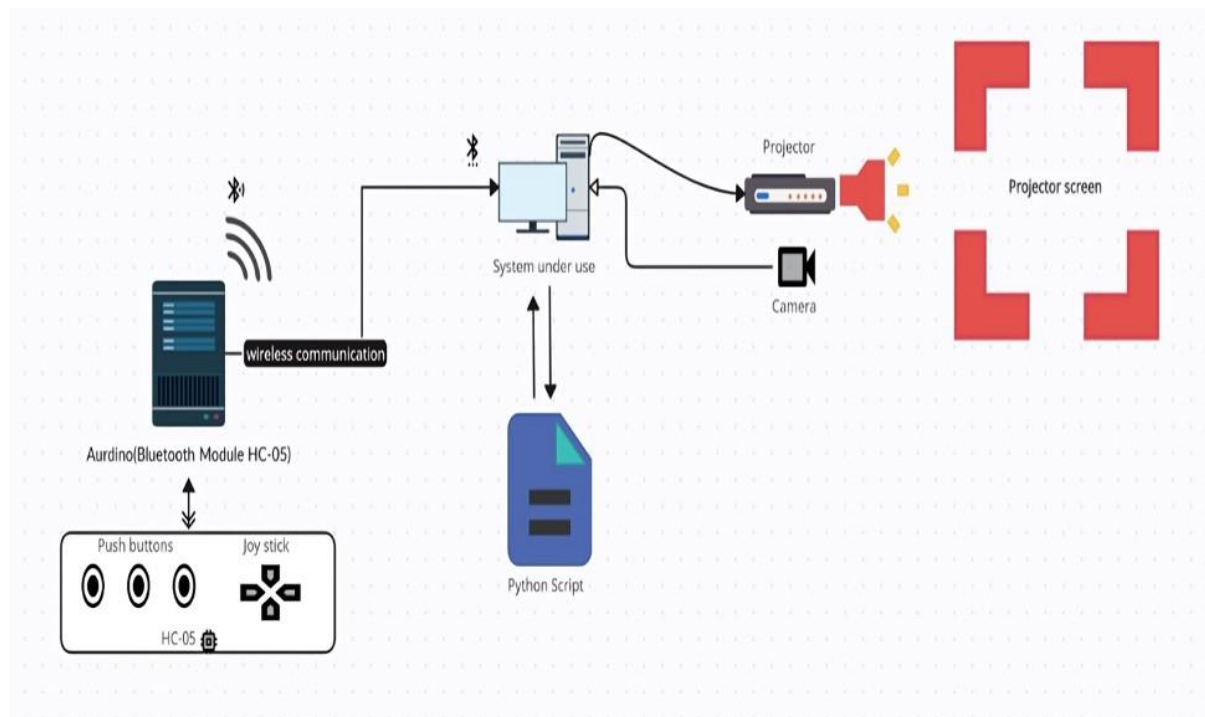 Projector
Projector screen
System under use
Camera
wireless communication
Aurdino(Bluetooth Module HC-05)
Push buttons
Joy stick
HC-05
Python Script